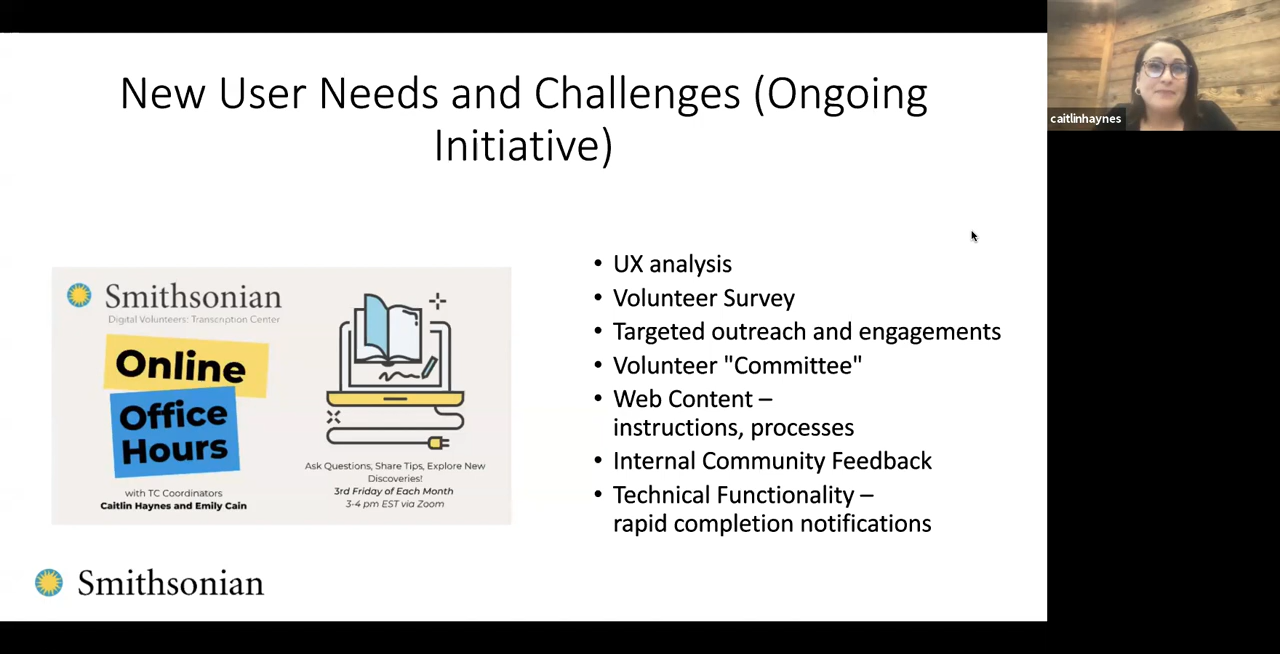 New User Needs and Challenges (Ongoing
Initiative)
Smithsonian
Digital Volunteers: Transcription Center
Online
Office
Hours
with TC Coordinators
Caitlin Haynes and Emily Cain
Ask Questions, Share Tips, Explore New
Discoveries!
3rd Friday of Each Month
3-4 pm EST via Zoom
• UX analysis
• Volunteer Survey
• Targeted outreach and engagements
• Volunteer "Committee"
• Web Content –
instructions, processes
• Internal Community Feedback
• Technical Functionality –
rapid completion notifications
Smithsonian
caitlinhaynes